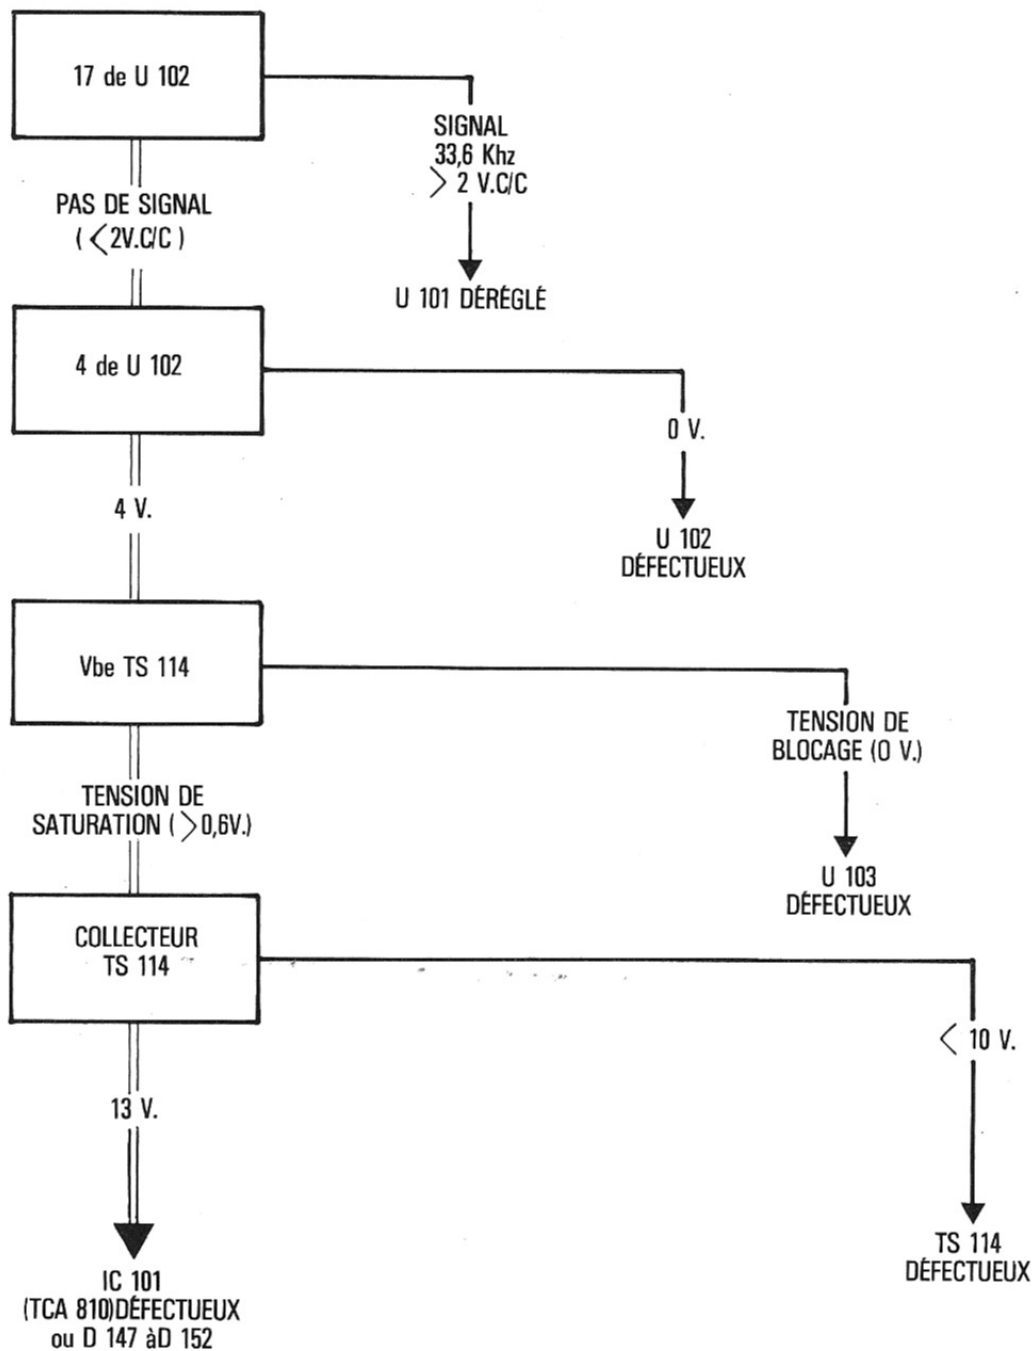 17 de U 102
SIGNAL
33,6 Khz
> 2 V.C/C
PAS DE SIGNAL
( <2V.C/C )
U 101 DÉRÉGLÉ
4 de U 102
0 V.
4 V.
U 102
DÉFECTUEUX
Vbe TS 114
TENSION DE
BLOCAGE (0 V.)
TENSION DE
SATURATION ( >0,6V.)
U 103
DÉFECTUEUX
COLLECTEUR
TS 114
< 10 V.
13 V.
TS 114
DÉFECTUEUX
IC 101
(TCA 810)DÉFECTUEUX
ou D 147 àD 152